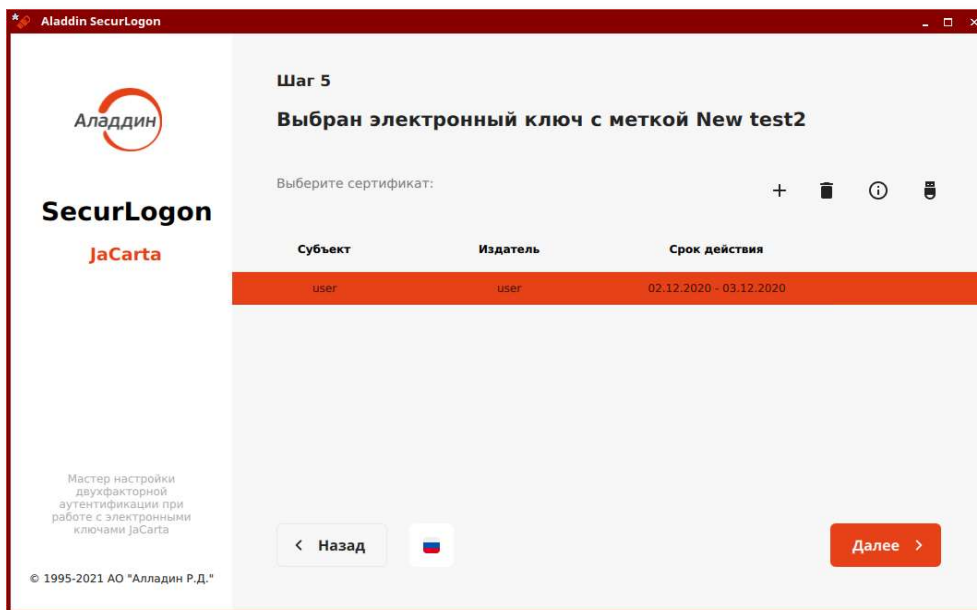 Aladdin SecurLogon
Аладдин
SecurLogon
JaCarta
Мастер настройки
двухфакторной
аутентификации при
работе с электронными
ключами JaCarta
© 1995-2021 АО "Алладин Р.Д."
Шаг 5
Выбран электронный ключ с меткой New test2
Выберите сертификат:
Субъект Издатель Срок действия
user user 02.12.2020 - 03.12.2020
Назад
Далее